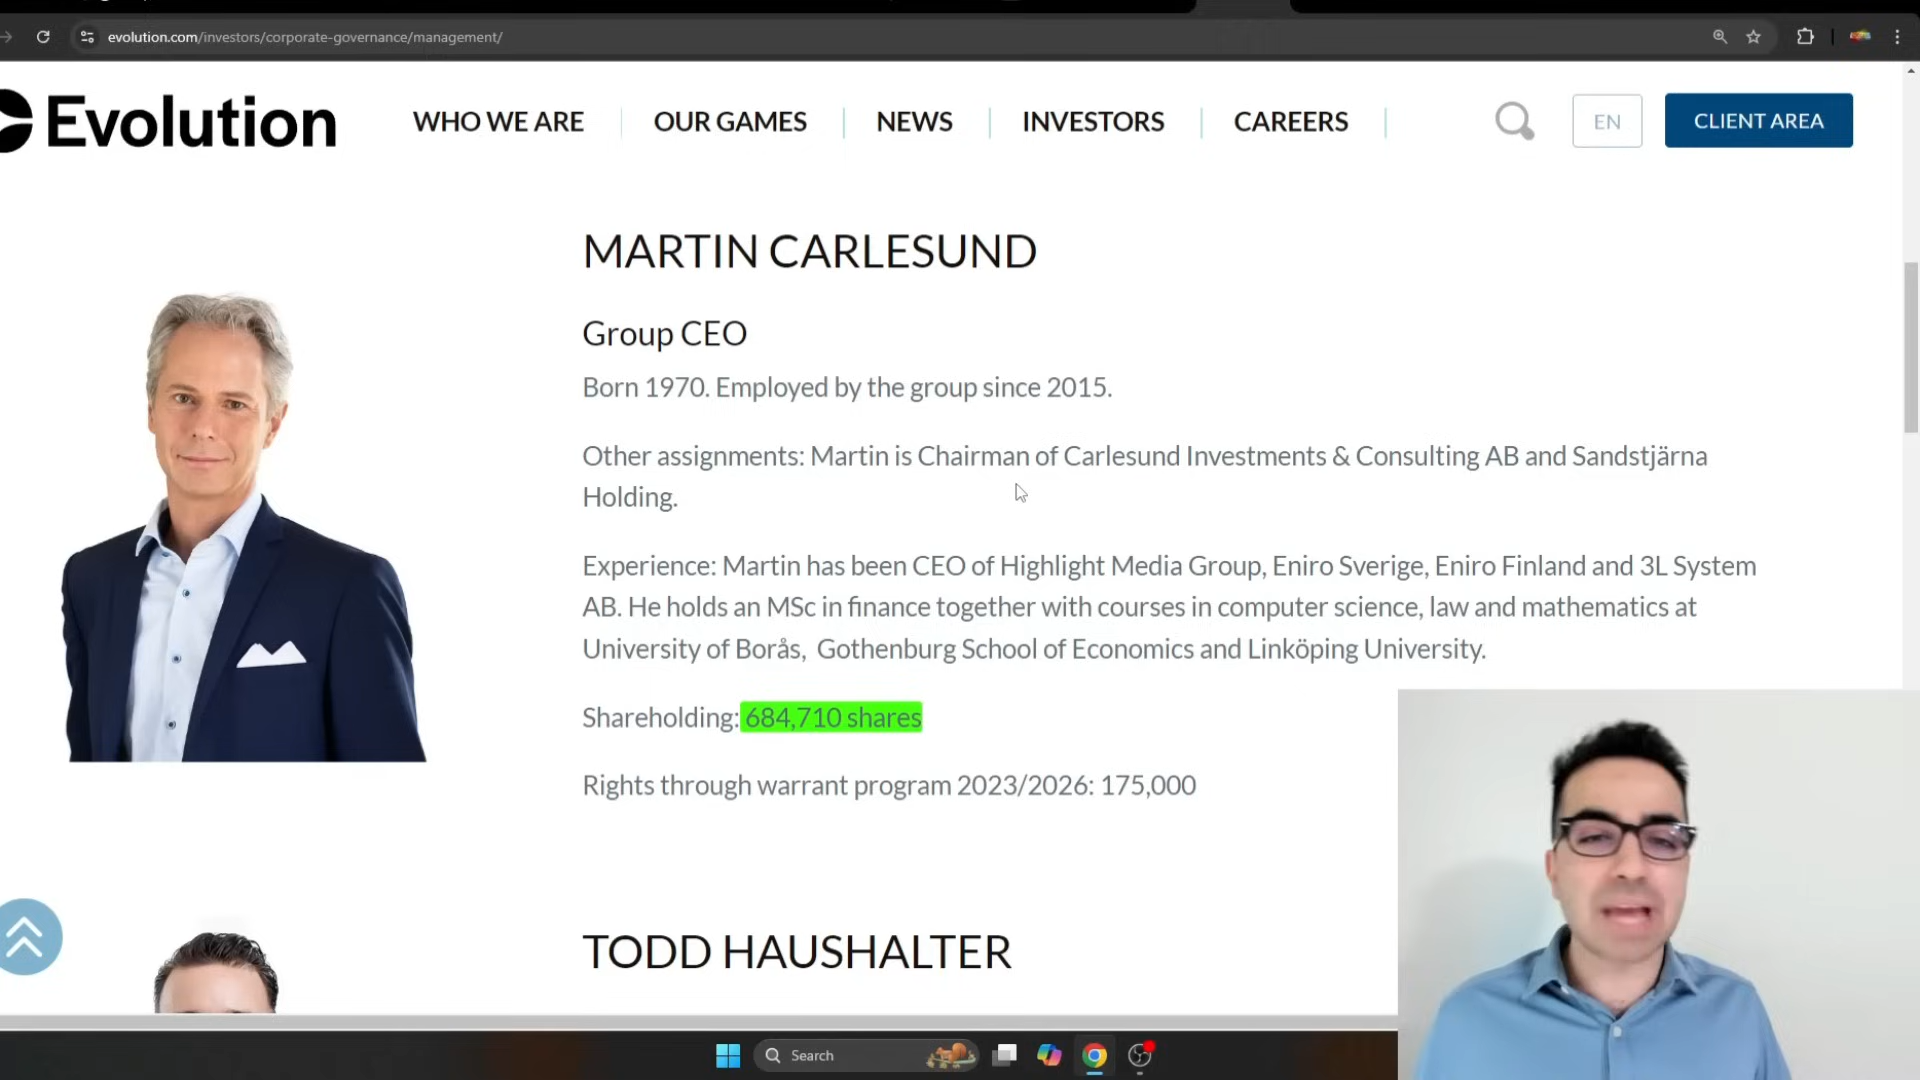 evolution.com/investors/corporate-governance/management/
Evolution
WHO WE ARE
OUR GAMES
NEWS
INVESTORS
CAREERS
EN
CLIENT AREA
MARTIN CARLESUND
Group CEO
Born 1970. Employed by the group since 2015.
Other assignments: Martin is Chairman of Carlesund Investments & Consulting AB and Sandstjärna
Holding.
Experience: Martin has been CEO of Highlight Media Group, Eniro Sverige, Eniro Finland and 3L System
AB. He holds an MSc in finance together with courses in computer science, law and mathematics at
University of Borås,  Gothenburg School of Economics and Linköping University.
Shareholding: 684,710 shares
Rights through warrant program 2023/2026: 175,000
TODD HAUSHALTER
Search